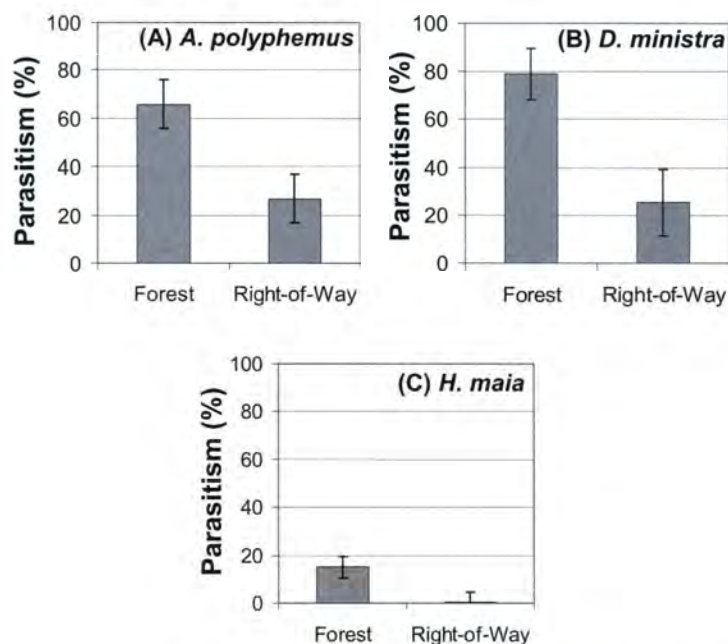 (A) A. polyphemus
Parasitism (%)
100
80
60
40
20
0
Forest Right-of-Way
(B) D. ministra
Parasitism (%)
100
80
60
40
20
0
Forest Right-of-Way
(C) H. maia
Parasitism (%)
100
80
60
40
20
0
Forest Right-of-Way